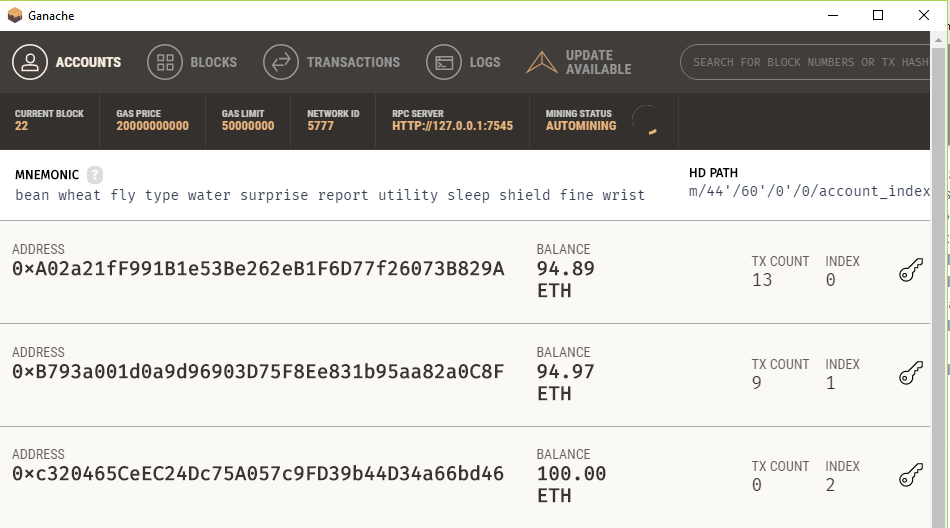 Ganache
ACCOUNTS BLOCKS TRANSACTIONS LOGS UPDATE AVAILABLE SEARCH FOR BLOCK NUMBERS OR TX HASH
CURRENT BLOCK GAS PRICE GAS LIMIT NETWORK ID RPC SERVER MINING STATUS
22 20000000000 50000000 5777 HTTP://127.0.0.1:7545 AUTOMINING
MNEMONIC ? HD PATH
bean wheat fly type water surprise report utility sleep shield fine wrist m/44'/60'/0'/0/account_index
ADDRESS BALANCE TX COUNT INDEX
0×A02a21fF991B1e53Be262eB1F6D77f26073B829A 94.89 ETH 13 0
ADDRESS BALANCE TX COUNT INDEX
0×B793a001d0a9d96903D75F8Ee831b95aa82a0C8F 94.97 ETH 9 1
ADDRESS BALANCE TX COUNT INDEX
0×c320465CeEC24Dc75A057c9FD39b44D34a66bd46 100.00 ETH 0 2